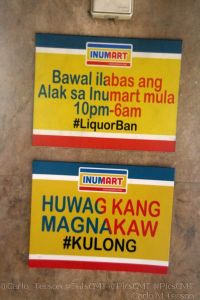 INUMART
Bawal ilabas ang
Alak sa Inumart mula
10pm-6am
#LiquorBan
INUMART
HUWAG KANG
MAGNAKAW
#KULONG